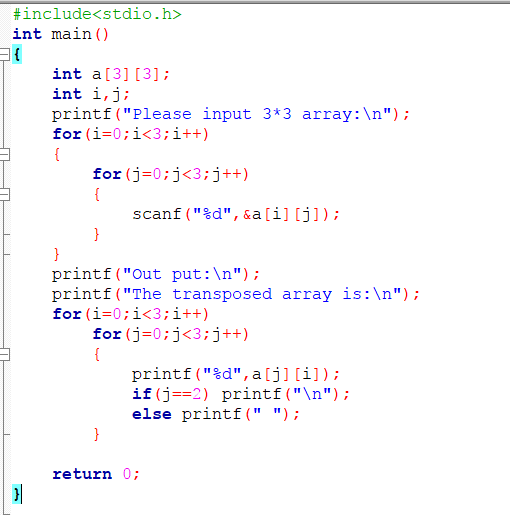 #include<stdio.h>
int main()
{
    int a[3][3];
    int i,j;
    printf("Please input 3*3 array:\n");
    for(i=0;i<3;i++)
    {
        for(j=0;j<3;j++)
        {
            scanf("%d",&a[i][j]);
        }
    }
    printf("Out put:\n");
    printf("The transposed array is:\n");
    for(i=0;i<3;i++)
        for(j=0;j<3;j++)
        {
            printf("%d",a[j][i]);
            if(j==2) printf("\n");
            else printf(" ");
        }
    return 0;
}